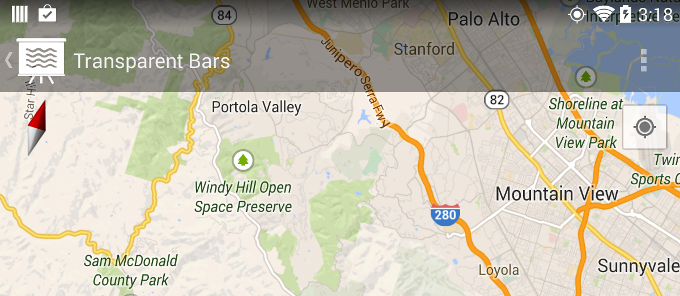 3:18
West Menlo Park
84
Palo Alto
Stanford
Transparent Bars
Junipero Serra Fwy
82
Portola Valley
Shoreline at
Mountain
View Park
Windy Hill Open
Space Preserve
Mountain View
280
Sam McDonald
County Park
Loyola
Sunnyvale